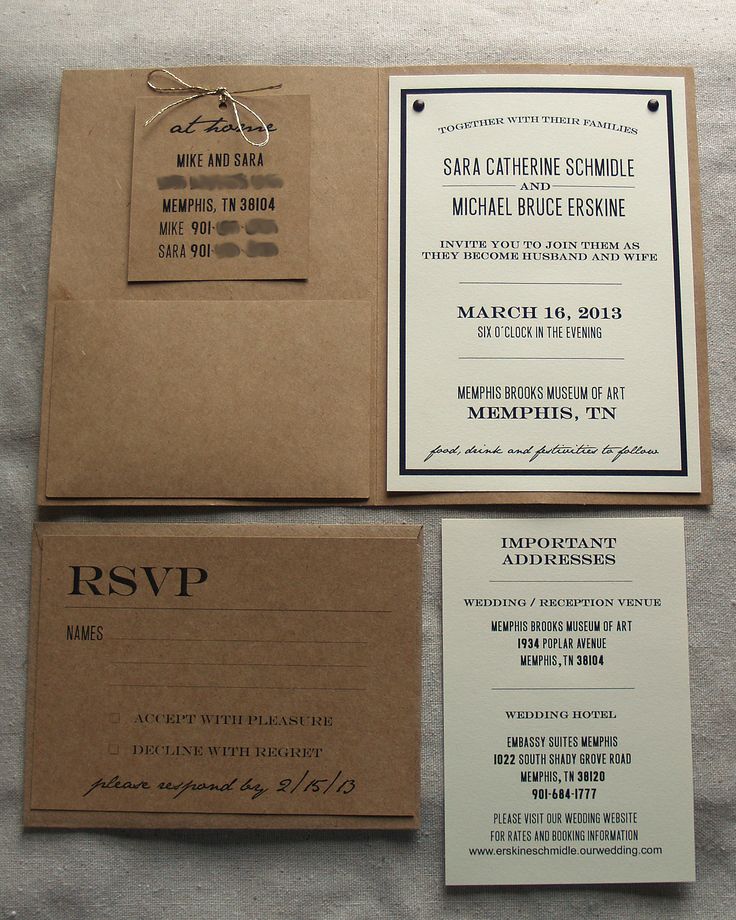 at home
MIKE AND SARA
MEMPHIS, TN 38104
MIKE 901-
SARA 901-
TOGETHER WITH THEIR FAMILIES
SARA CATHERINE SCHMIDLE
AND
MICHAEL BRUCE ERSKINE
INVITE YOU TO JOIN THEM AS
THEY BECOME HUSBAND AND WIFE
MARCH 16, 2013
SIX O'CLOCK IN THE EVENING
MEMPHIS BROOKS MUSEUM OF ART
MEMPHIS, TN
food, drink and festivities to follow
RSVP
NAMES
ACCEPT WITH PLEASURE
DECLINE WITH REGRET
please respond by 2/15/13
IMPORTANT
ADDRESSES
WEDDING / RECEPTION VENUE
MEMPHIS BROOKS MUSEUM OF ART
1934 POPLAR AVENUE
MEMPHIS, TN 38104
WEDDING HOTEL
EMBASSY SUITES MEMPHIS
1022 SOUTH SHADY GROVE ROAD
MEMPHIS, TN 38120
901-684-1777
PLEASE VISIT OUR WEDDING WEBSITE
FOR RATES AND BOOKING INFORMATION
www.erskineschmidle.ourwedding.com